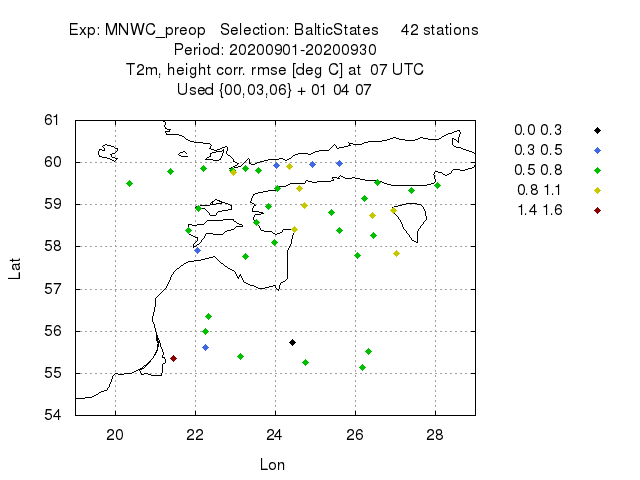 Exp: MNWC_preop Selection: BalticStates 42 stations
Period: 20200901-20200930
T2m, height corr. rmse [deg C] at 07 UTC
Used {00,03,06} + 01 04 07
61
60
59
58
57
56
55
54
Lat
20 22 24 26 28
Lon
0.0 0.3
0.3 0.5
0.5 0.8
0.8 1.1
1.4 1.6